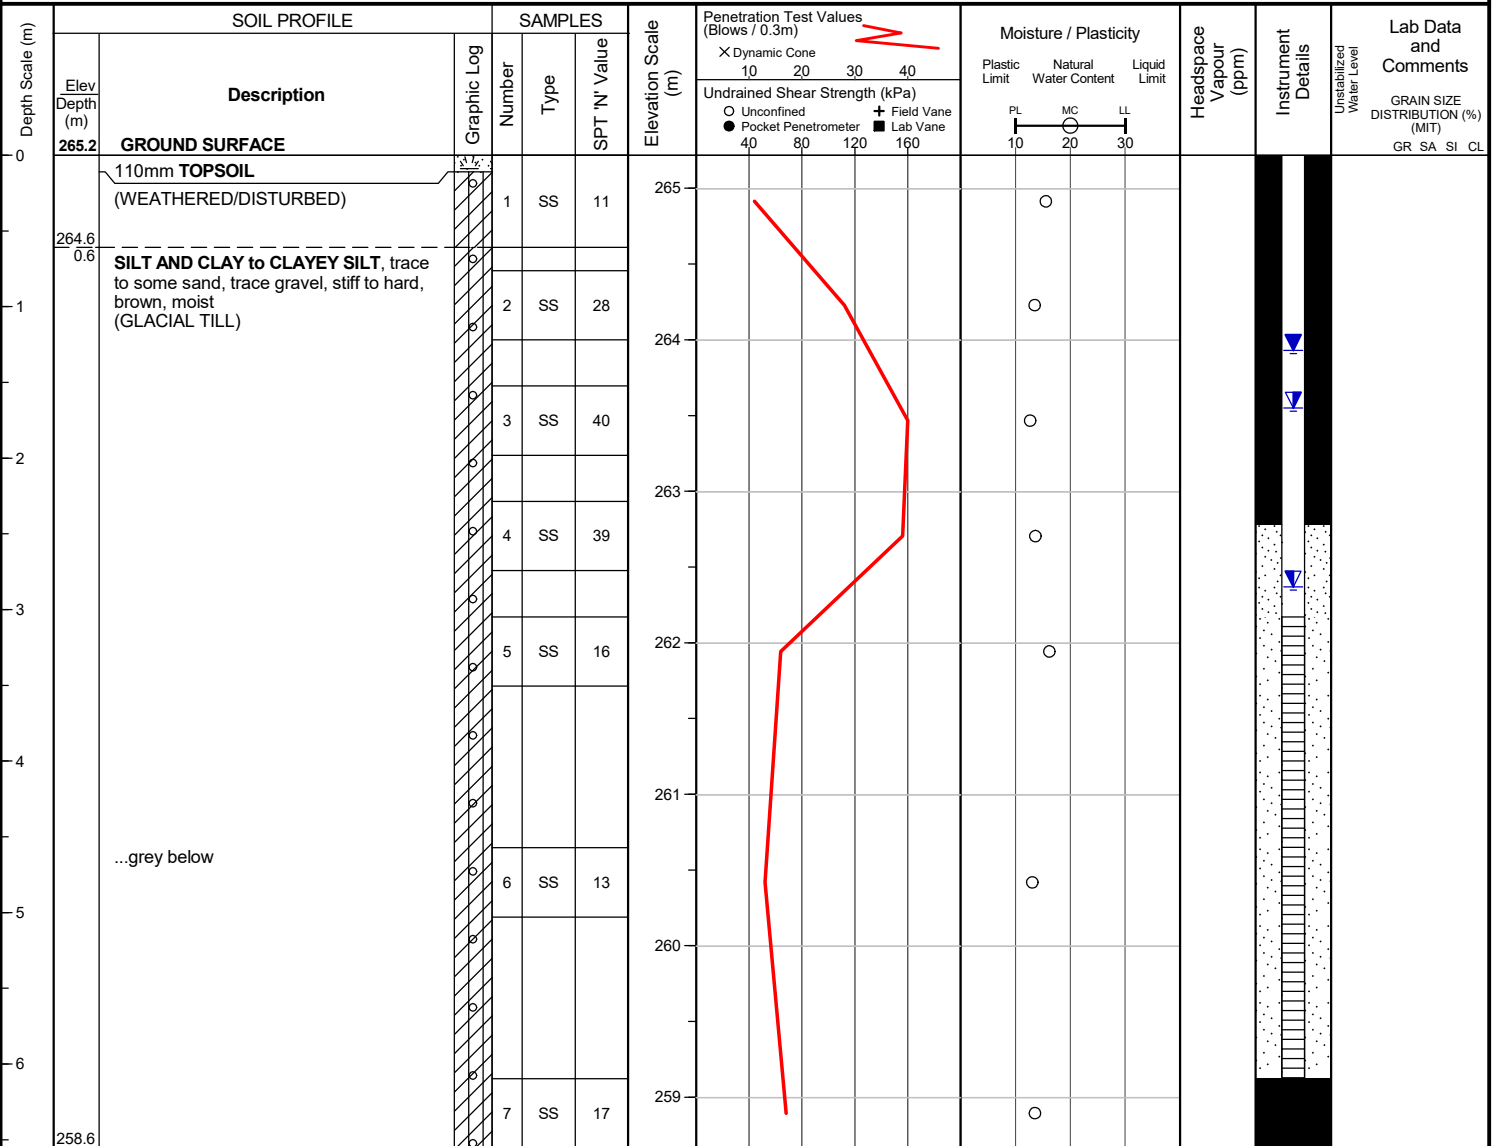 Depth Scale (m)
SOIL PROFILE
Elev
Depth
(m)
265.2
Description
GROUND SURFACE
Graphic Log
SAMPLES
Number
Type
SPT 'N' Value
Elevation Scale
(m)
Penetration Test Values
(Blows / 0.3m)
Dynamic Cone
10 20 30 40
Undrained Shear Strength (kPa)
Unconfined
Field Vane
Pocket Penetrometer
Lab Vane
40 80 120 160
Moisture / Plasticity
Plastic
Limit
Natural
Water Content
Liquid
Limit
PL MC LL
10 20 30
Headspace
Vapour
(ppm)
Instrument
Details
Unstabilized
Water Level
Lab Data
and
Comments
GRAIN SIZE
DISTRIBUTION (%)
(MIT)
GR SA SI CL
0
110mm TOPSOIL
(WEATHERED/DISTURBED)
1 SS 11
265
264.6
0.6
SILT AND CLAY to CLAYEY SILT, trace
to some sand, trace gravel, stiff to hard,
brown, moist
(GLACIAL TILL)
1
2 SS 28
264
3 SS 40
2
263
4 SS 39
3
262
5 SS 16
4
261
...grey below
6 SS 13
5
260
6
259
7 SS 17
258.6